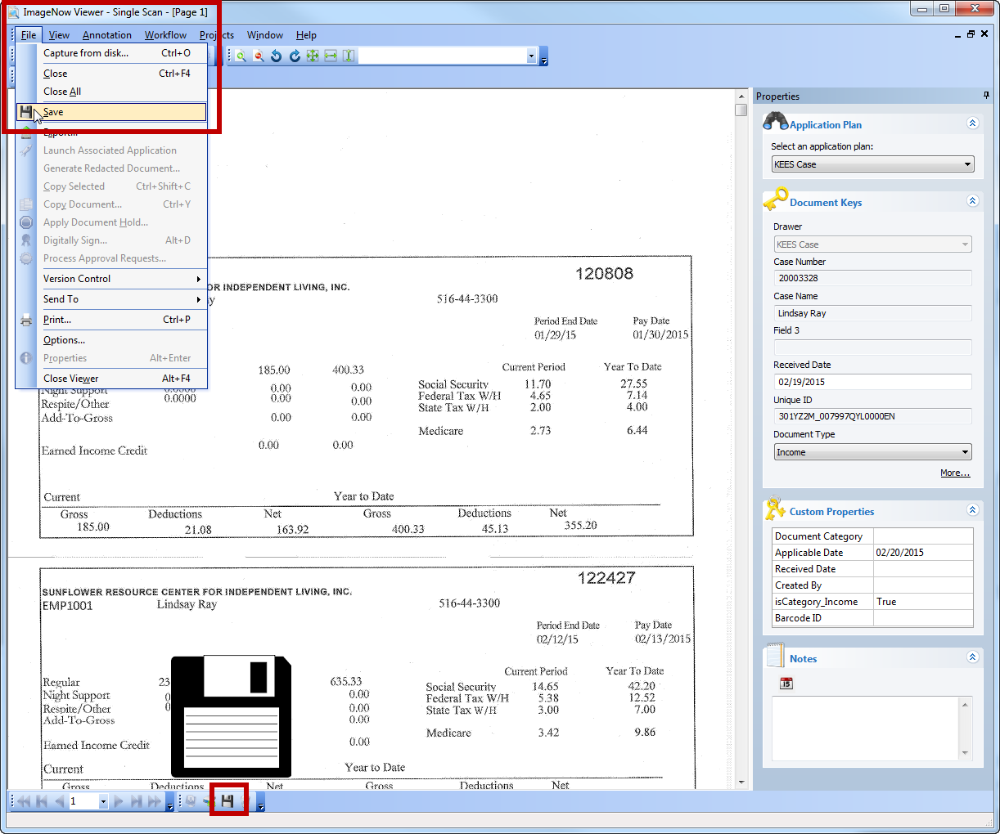 ImageNow Viewer - Single Scan - [Page 1]
File View Annotation Workflow Projects Window Help
Capture from disk... Ctrl+O
Close Ctrl+F4
Close All
Save
Export...
Launch Associated Application
Generate Redacted Document...
Copy Selected Ctrl+Shift+C
Copy Document... Ctrl+Y
Apply Document Hold...
Digitally Sign... Alt+D
Process Approval Requests...
Version Control
Send To
Print... Ctrl+P
Options...
Properties Alt+Enter
Close Viewer Alt+F4
120808
OR INDEPENDENT LIVING, INC.
516-44-3300
Period End Date Pay Date
01/29/15 01/30/2015
185.00 400.33 Current Period Year To Date
Night Support 0.0000 0.00 0.00 Social Security 11.70 27.55
Respite/Other 0.0000 0.00 0.00 Federal Tax W/H 4.65 7.14
State Tax W/H 2.00 4.00
Add-To-Gross 0.00 0.00
Medicare 2.73 6.44
Earned Income Credit 0.00 0.00
Current Year to Date
Gross Deductions Net Gross Deductions Net
185.00 21.08 163.92 400.33 45.13 355.20
122427
SUNFLOWER RESOURCE CENTER FOR INDEPENDENT LIVING, INC.
EMP1001 Lindsay Ray 516-44-3300
Period End Date Pay Date
02/12/15 02/13/2015
Current Period Year To Date
Regular 23 635.33 Social Security 14.65 42.20
Night Support 0 0.00 Federal Tax W/H 5.38 12.52
Respite/Other 0 0.00 State Tax W/H 3.00 7.00
Add-To-Gross 0.00
Medicare 3.42 9.86
Earned Income Credit 0.00
Current Year to Date
Gross Deductions Net Gross Deductions Net
1
Properties
Application Plan
Select an application plan:
KEES Case
Document Keys
Drawer
KEES Case
Case Number
20003328
Case Name
Lindsay Ray
Field 3
Received Date
02/19/2015
Unique ID
301YZ2M_007997QYL0000EN
Document Type
Income
More...
Custom Properties
Document Category
Applicable Date 02/20/2015
Received Date
Created By
isCategory_Income True
Barcode ID
Notes
15